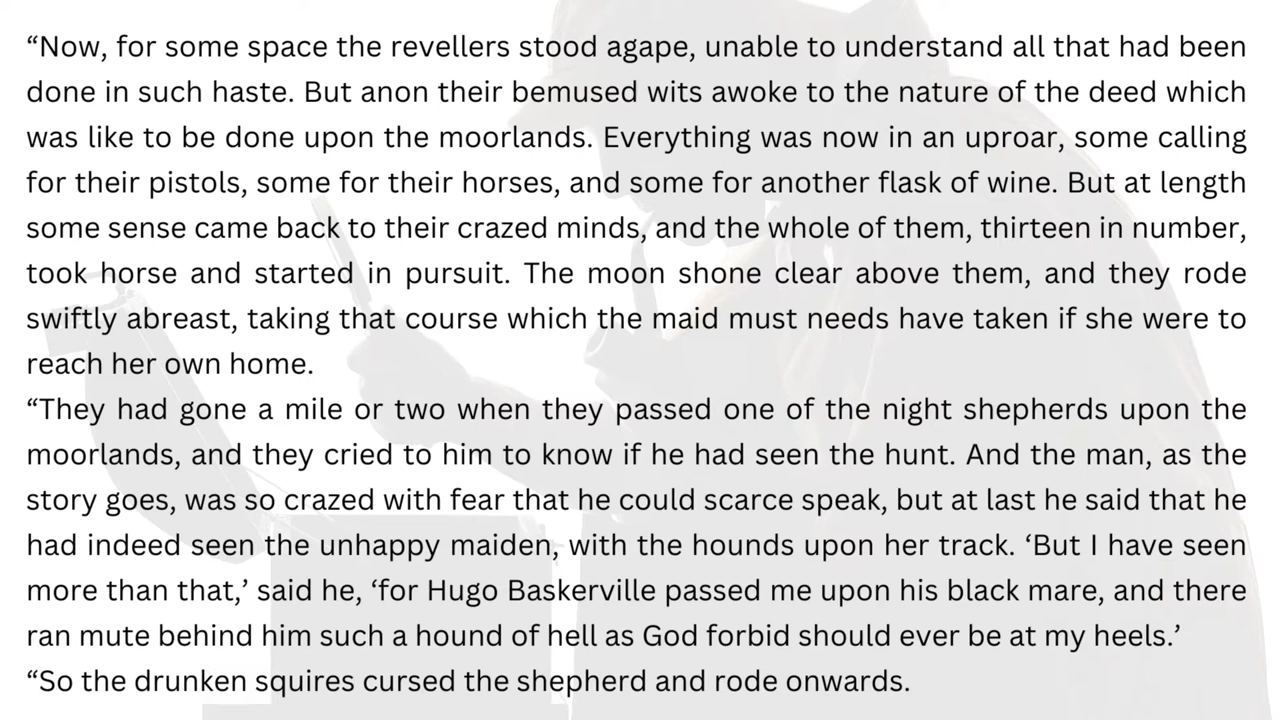 “Now, for some space the revellers stood agape, unable to understand all that had been
done in such haste. But anon their bemused wits awoke to the nature of the deed which
was like to be done upon the moorlands. Everything was now in an uproar, some calling
for their pistols, some for their horses, and some for another flask of wine. But at length
some sense came back to their crazed minds, and the whole of them, thirteen in number,
took horse and started in pursuit. The moon shone clear above them, and they rode
swiftly abreast, taking that course which the maid must needs have taken if she were to
reach her own home.
“They had gone a mile or two when they passed one of the night shepherds upon the
moorlands, and they cried to him to know if he had seen the hunt. And the man, as the
story goes, was so crazed with fear that he could scarce speak, but at last he said that he
had indeed seen the unhappy maiden, with the hounds upon her track. ‘But I have seen
more than that,’ said he, ‘for Hugo Baskerville passed me upon his black mare, and there
ran mute behind him such a hound of hell as God forbid should ever be at my heels.’
“So the drunken squires cursed the shepherd and rode onwards.